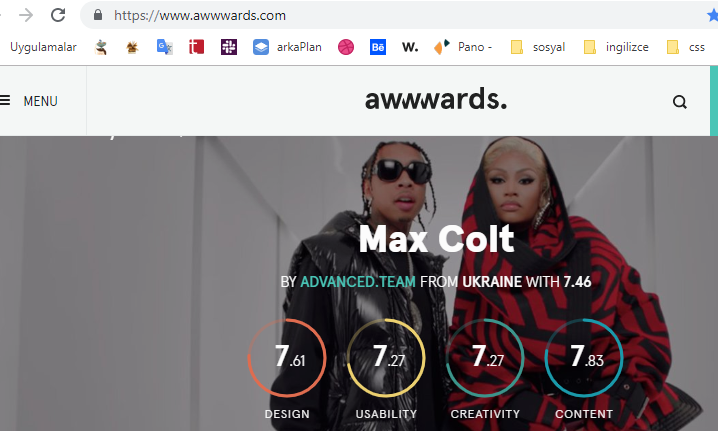 https://www.awwwards.com
Uygulamalar arkaPlan Bē W. Pano - sosyal ingilizce css
MENU awwwards.
Max Colt
BY ADVANCED.TEAM FROM UKRAINE WITH 7.46
7.61 7.27 7.27 7.83
DESIGN USABILITY CREATIVITY CONTENT